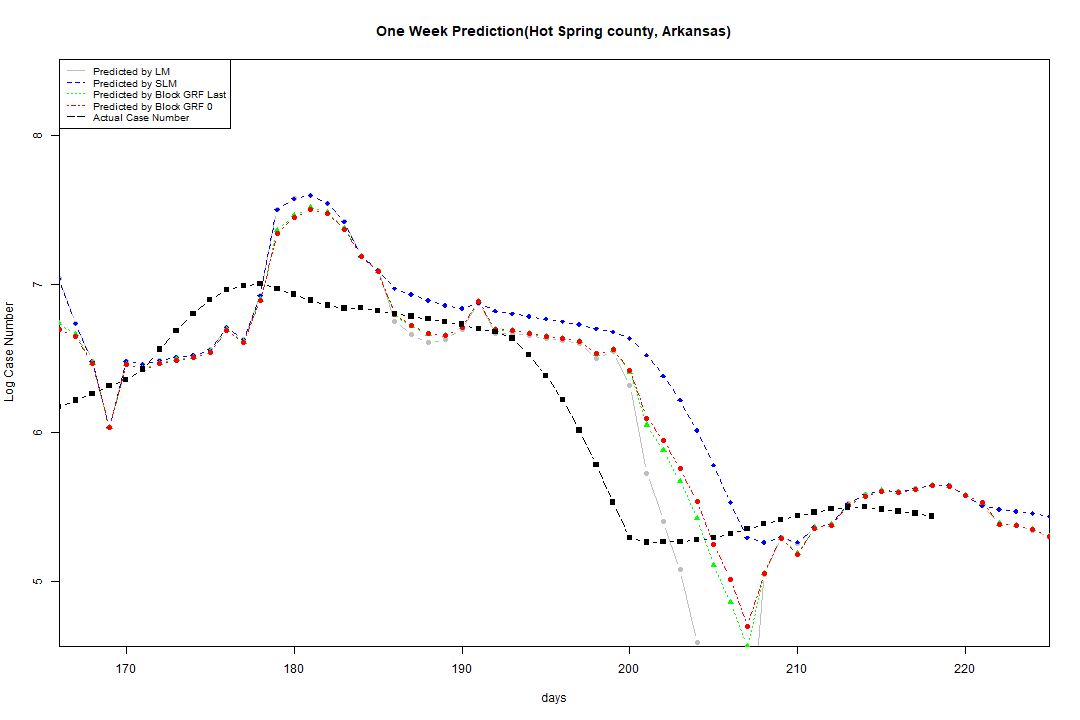 One Week Prediction(Hot Spring county, Arkansas)
Predicted by LM
Predicted by SLM
Predicted by Block GRF Last
Predicted by Block GRF 0
Actual Case Number
Log Case Number
8
7
6
5
170 180 190 200 210 220
days